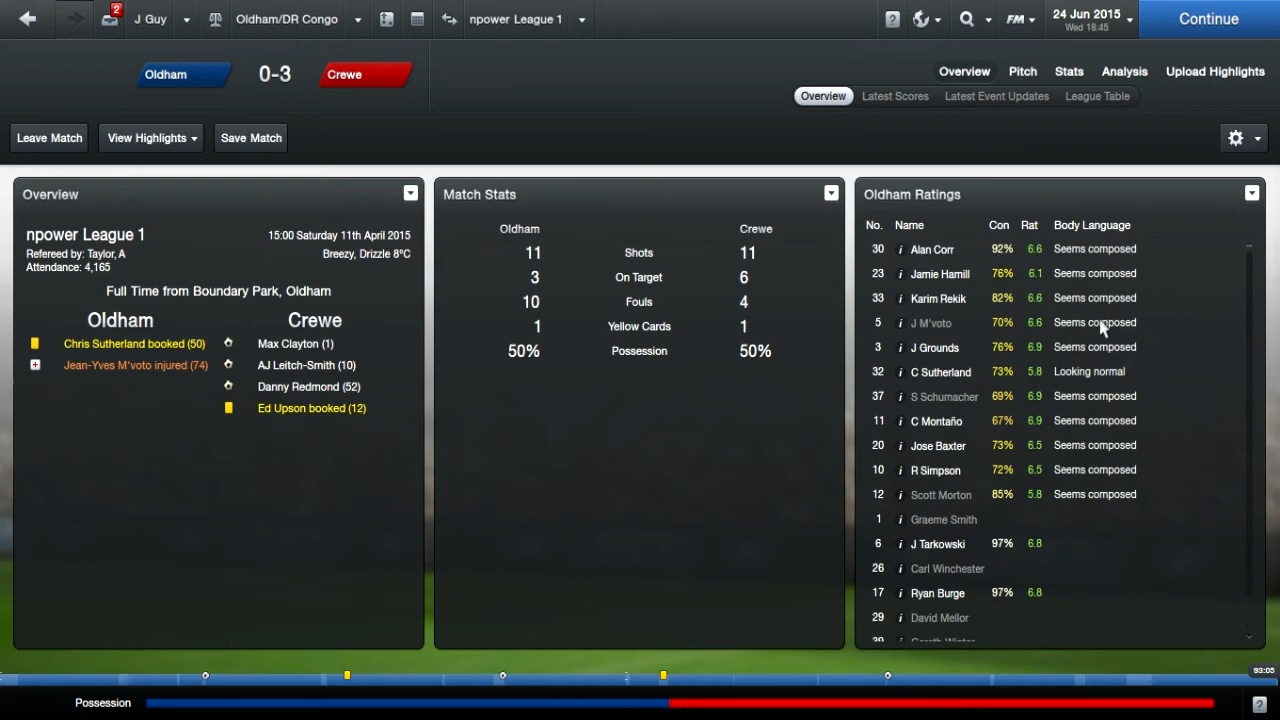 2
J Guy
Oldham/DR Congo
npower League 1
?
FM
24 Jun 2015
Wed 18:45
Continue
Oldham
0-3
Crewe
Overview Pitch Stats Analysis Upload Highlights
Overview Latest Scores Latest Event Updates League Table
Leave Match View Highlights Save Match
Overview
npower League 1 15:00 Saturday 11th April 2015
Refereed by: Taylor, A Breezy, Drizzle 8°C
Attendance: 4,165
Full Time from Boundary Park, Oldham
Oldham Crewe
Chris Sutherland booked (50) Max Clayton (1)
Jean-Yves M'voto injured (74) AJ Leitch-Smith (10)
Danny Redmond (52)
Ed Upson booked (12)
Match Stats
Oldham Crewe
11 Shots 11
3 On Target 6
10 Fouls 4
1 Yellow Cards 1
50% Possession 50%
Oldham Ratings
No. Name Con Rat Body Language
30 i Alan Corr 92% 6.6 Seems composed
23 i Jamie Hamill 76% 6.1 Seems composed
33 i Karim Rekik 82% 6.6 Seems composed
5 i J M'voto 70% 6.6 Seems composed
3 i J Grounds 76% 6.9 Seems composed
32 i C Sutherland 73% 5.8 Looking normal
37 i S Schumacher 69% 6.9 Seems composed
11 i C Montaño 67% 6.9 Seems composed
20 i Jose Baxter 73% 6.5 Seems composed
10 i R Simpson 72% 6.5 Seems composed
12 i Scott Morton 85% 5.8 Seems composed
1 i Graeme Smith
6 i J Tarkowski 97% 6.8
26 i Carl Winchester
17 i Ryan Burge 97% 6.8
29 i David Mellor
93:05
Possession
?